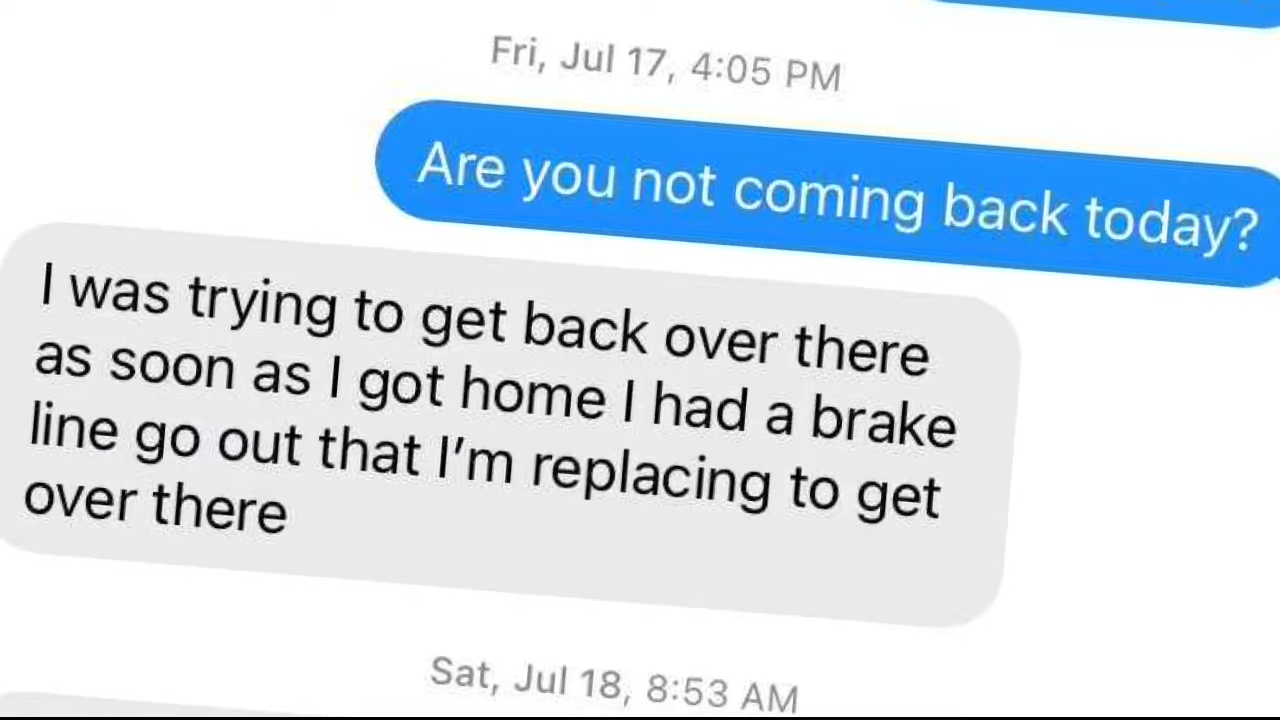 Fri, Jul 17, 4:05 PM
Are you not coming back today?
I was trying to get back over there
as soon as I got home I had a brake
line go out that I’m replacing to get
over there
Sat, Jul 18, 8:53 AM